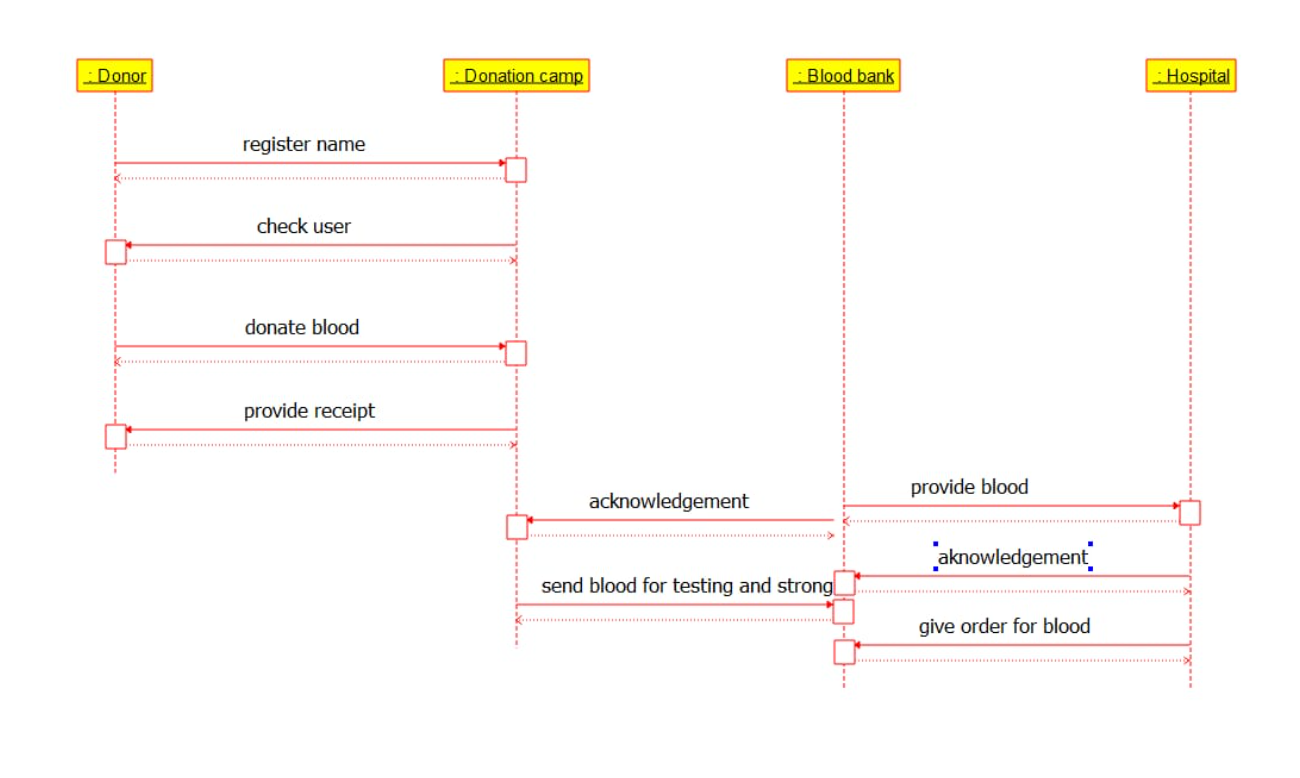 : Donor
: Donation camp
: Blood bank
: Hospital
register name
check user
donate blood
provide receipt
provide blood
acknowledgement
aknowledgement
send blood for testing and strong
give order for blood